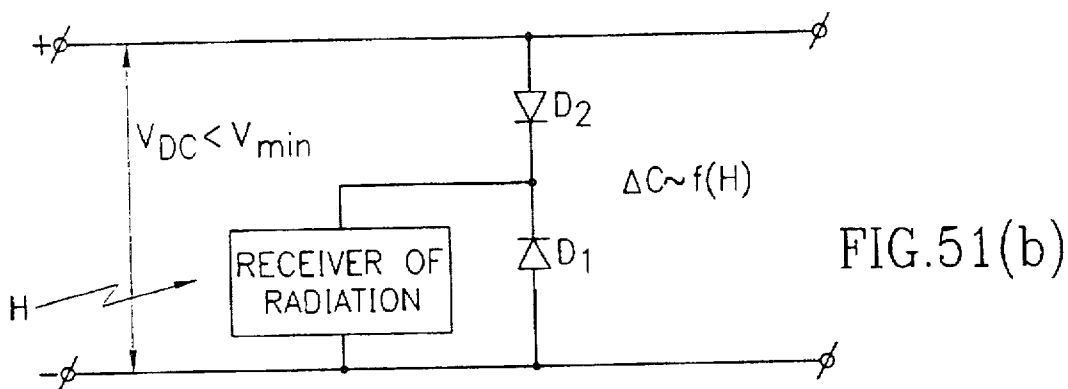 +
V_DC < V_min
D2
ΔC~f(H)
RECEIVER OF
RADIATION
D1
H
-
FIG.51(b)